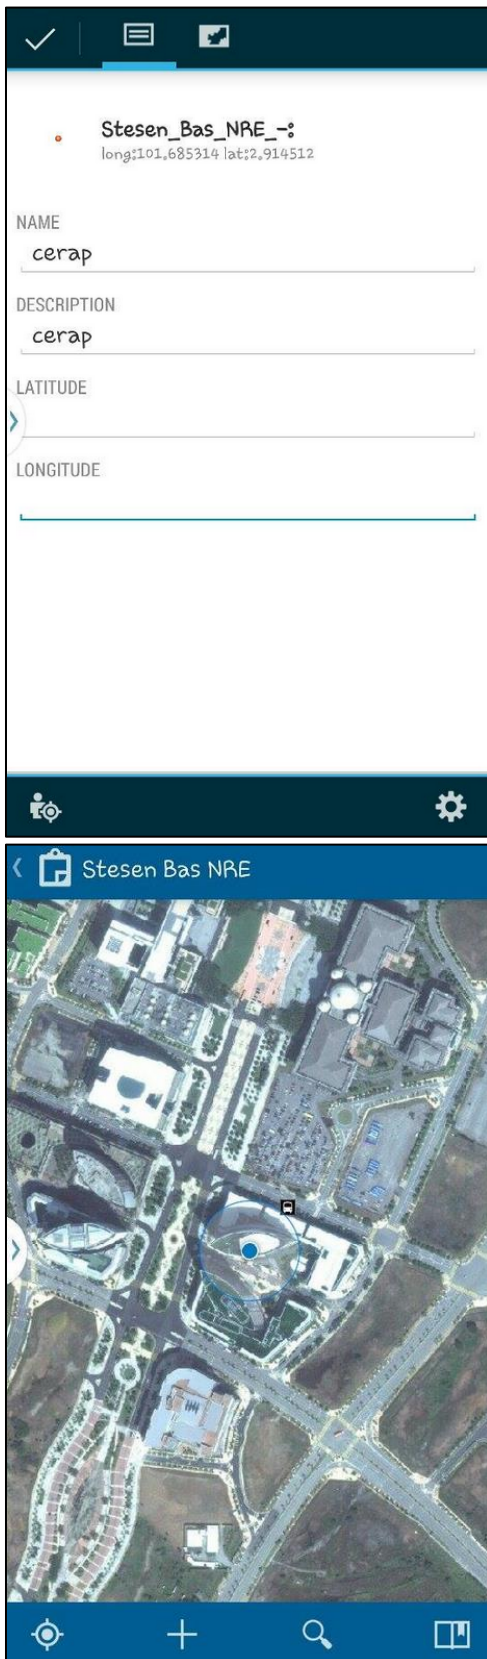 Stesen_Bas_NRE_-:
long:101.685314 lat:2.914512
NAME
cerap
DESCRIPTION
cerap
LATITUDE
LONGITUDE
Stesen Bas NRE